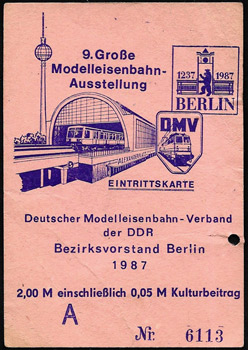 9. Große
Modelleisenbahn-
Ausstellung
1237 1987
BERLIN
ALEXANDERPLATZ
DMV
EINTRITTSKARTE
Deutscher Modelleisenbahn-Verband
der DDR
Bezirksvorstand Berlin
1987
2,00 M einschließlich 0,05 M Kulturbeitrag
A
Nr. 6113